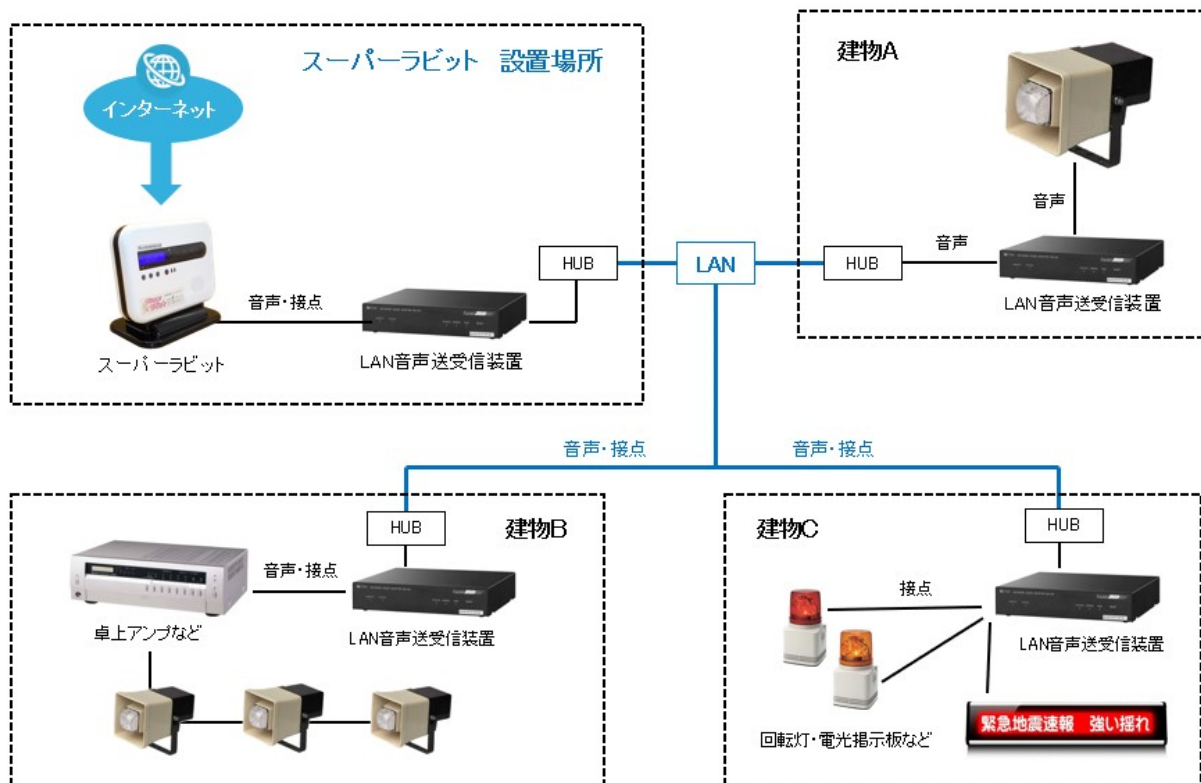 スーパーラビット 設置場所
インターネット
音声・接点
スーパーラビット
LAN音声送受信装置
HUB
LAN
建物A
音声
HUB
音声
LAN音声送受信装置
音声・接点
音声・接点
建物B
HUB
音声・接点
卓上アンプなど
LAN音声送受信装置
建物C
HUB
接点
LAN音声送受信装置
回転灯・電光掲示板など
緊急地震速報 強い揺れ